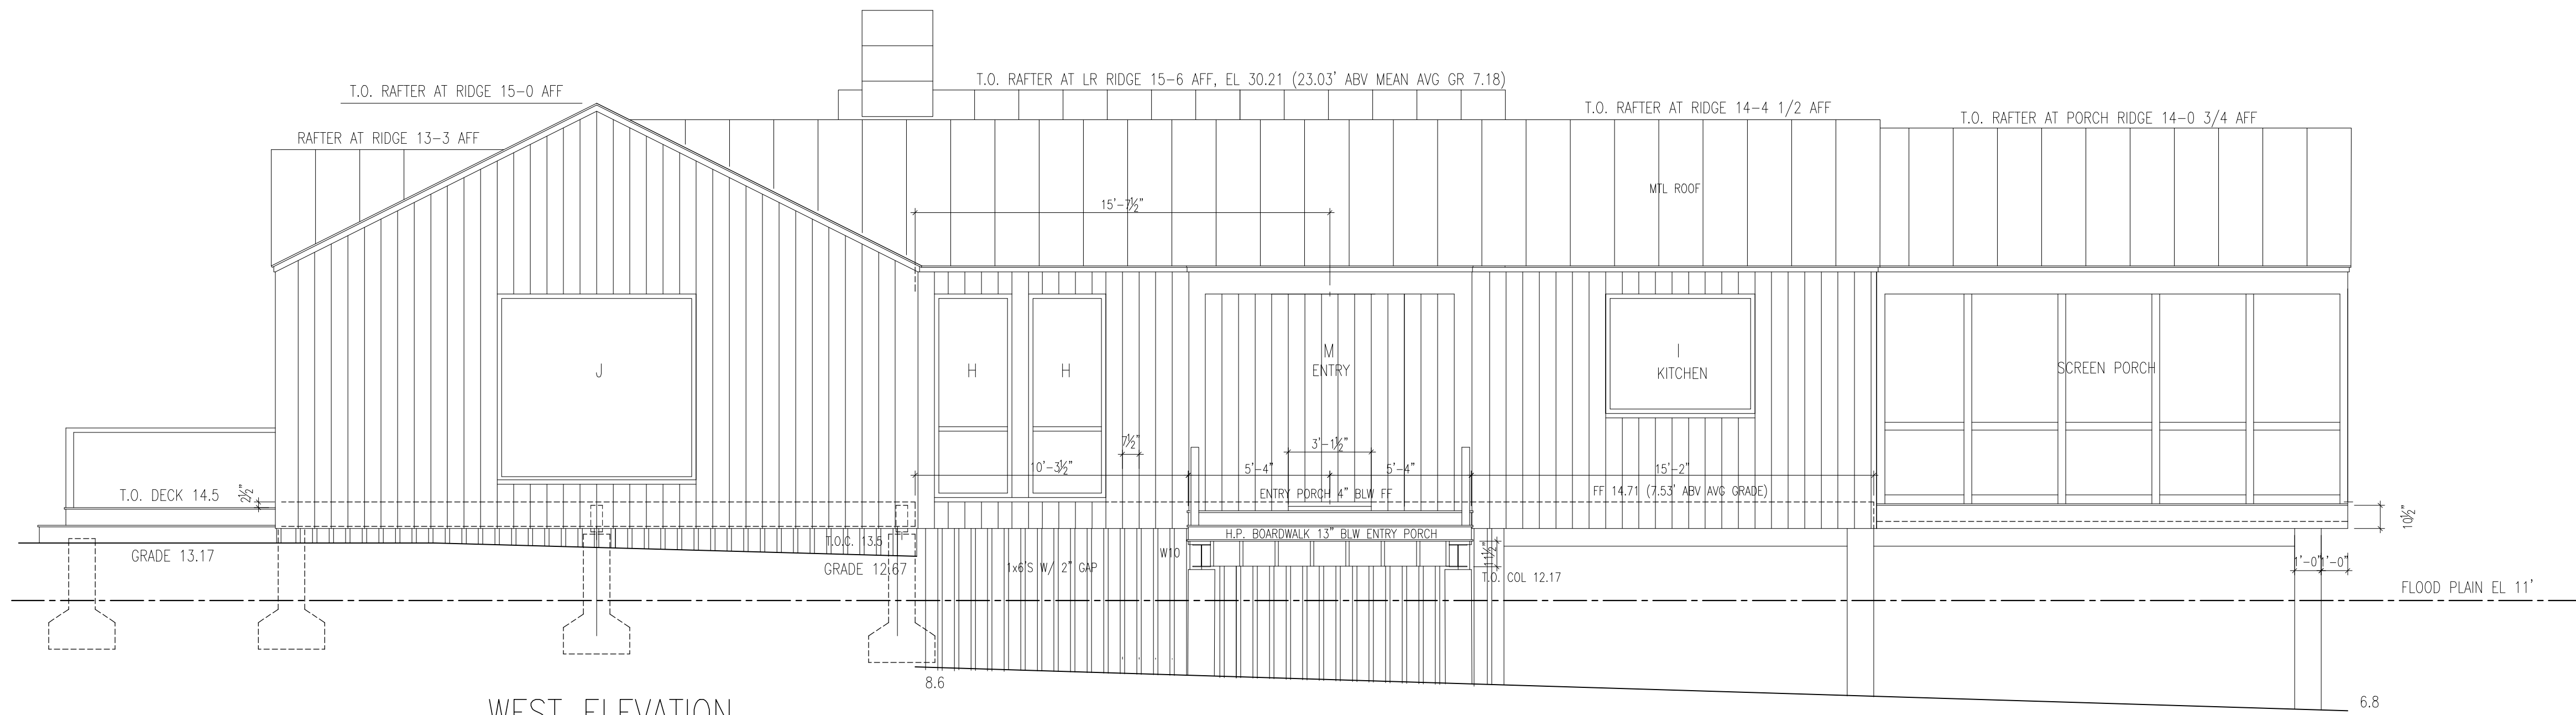 T.O. RAFTER AT LR RIDGE 15-6 AFF, EL 30.21 (23.03' ABV MEAN AVG GR 7.18)
T.O. RAFTER AT RIDGE 15-0 AFF
T.O. RAFTER AT RIDGE 14-4 1/2 AFF
T.O. RAFTER AT PORCH RIDGE 14-0 3/4 AFF
RAFTER AT RIDGE 13-3 AFF
MTL ROOF
15'-7½"
J
H
H
M
ENTRY
I
KITCHEN
SCREEN PORCH
7½"
3'-1½"
10'-3½"
5'-4"
5'-4"
15'-2"
T.O. DECK 14.5
2½"
ENTRY PORCH 4" BLW FF
FF 14.71 (7.53' ABV AVG GRADE)
10½"
H.P. BOARDWALK 13" BLW ENTRY PORCH
T.O.C. 13.5
GRADE 13.17
GRADE 12.67
1x6'S W/ 2" GAP
W10
T.O. COL 12.17
1'-0"
1'-0"
FLOOD PLAIN EL 11'
8.6
6.8
WEST ELEVATION